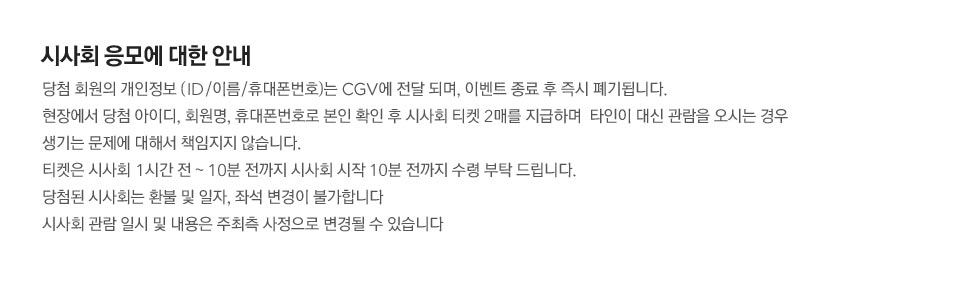 시사회 응모에 대한 안내
당첨 회원의 개인정보 (ID/이름/휴대폰번호)는 CGV에 전달 되며, 이벤트 종료 후 즉시 폐기됩니다.
현장에서 당첨 아이디, 회원명, 휴대폰번호로 본인 확인 후 시사회 티켓 2매를 지급하며  타인이 대신 관람을 오시는 경우
생기는 문제에 대해서 책임지지 않습니다.
티켓은 시사회 1시간 전 ~ 10분 전까지 시사회 시작 10분 전까지 수령 부탁 드립니다.
당첨된 시사회는 환불 및 일자, 좌석 변경이 불가합니다
시사회 관람 일시 및 내용은 주최측 사정으로 변경될 수 있습니다